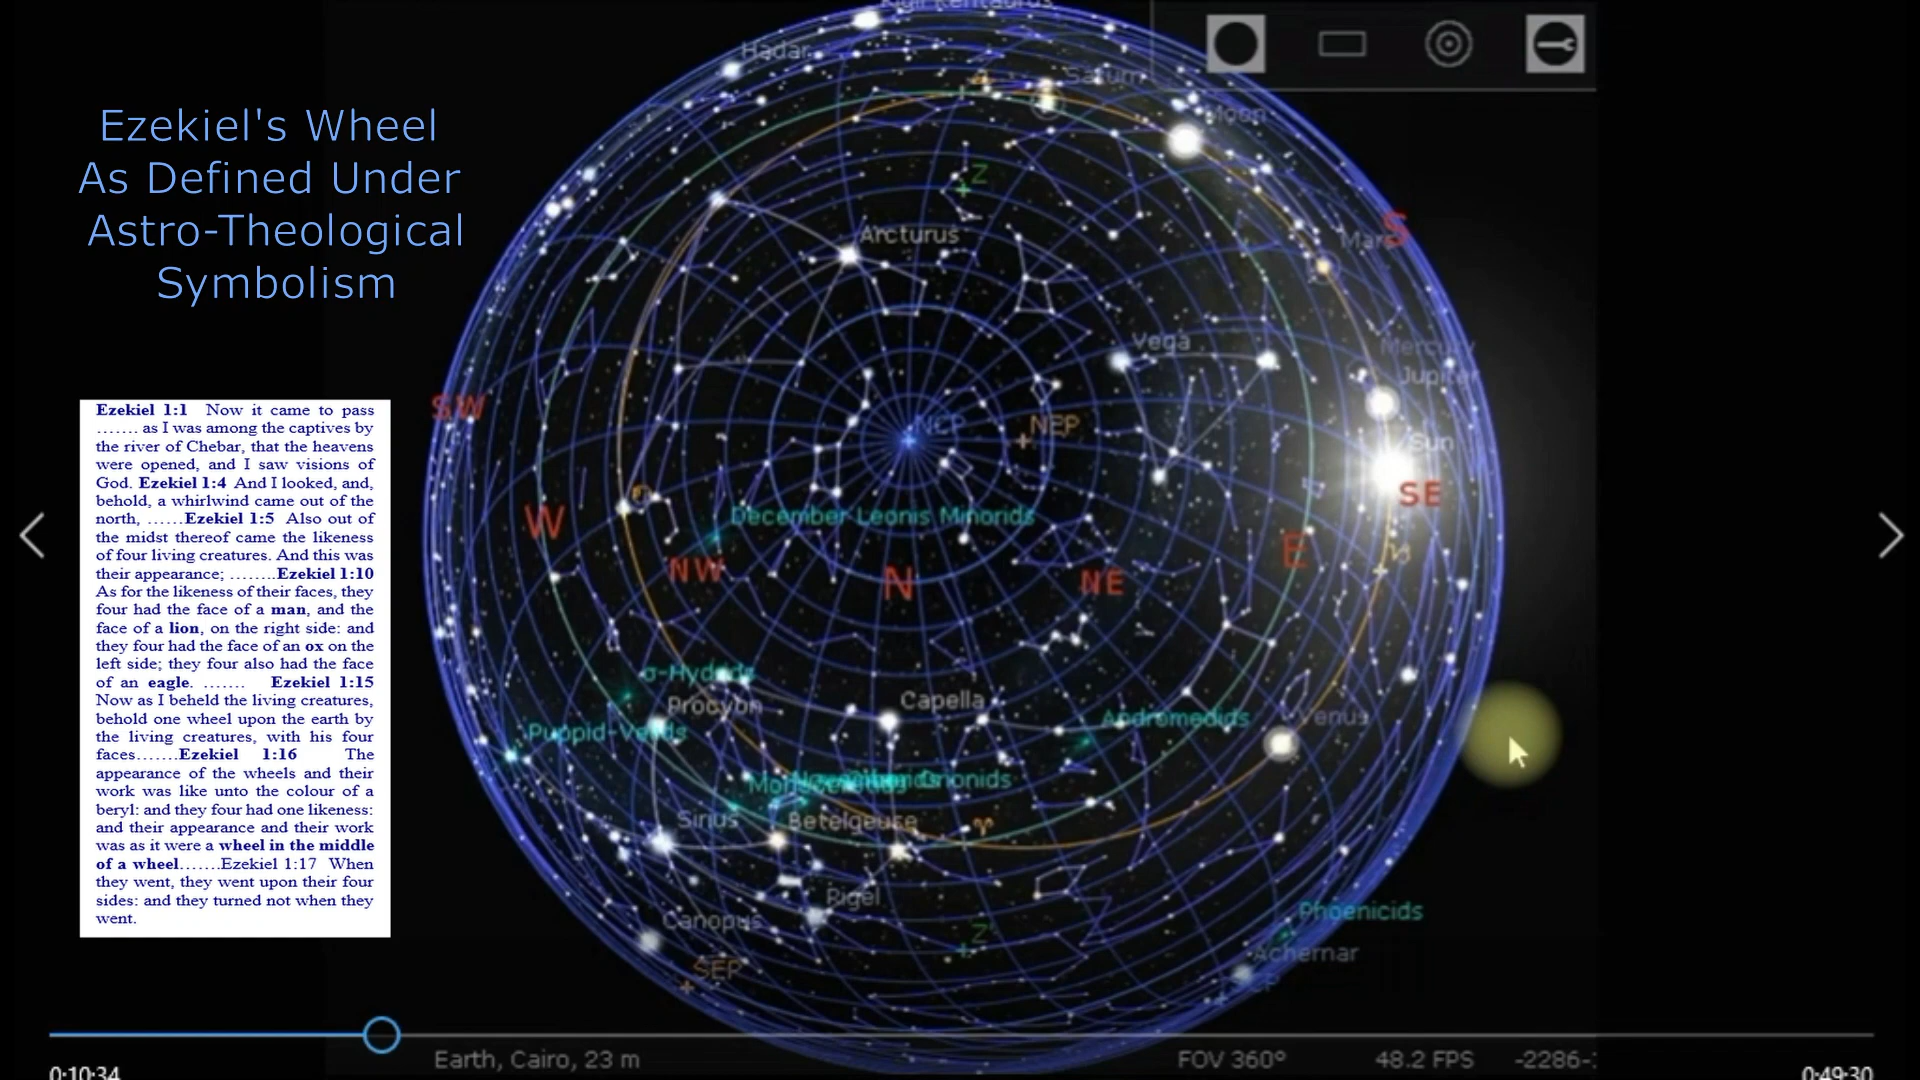 Ezekiel's Wheel
As Defined Under
Astro-Theological
Symbolism
Ezekiel 1:1 Now it came to pass
....... as I was among the captives by
the river of Chebar, that the heavens
were opened, and I saw visions of
God. Ezekiel 1:4 And I looked, and,
behold, a whirlwind came out of the
north, ......Ezekiel 1:5 Also out of
the midst thereof came the likeness
of four living creatures. And this was
their appearance; ........Ezekiel 1:10
As for the likeness of their faces, they
four had the face of a man, and the
face of a lion, on the right side: and
they four had the face of an ox on the
left side; they four also had the face
of an eagle. ....... Ezekiel 1:15
Now as I beheld the living creatures,
behold one wheel upon the earth by
the living creatures, with his four
faces.......Ezekiel 1:16 The
appearance of the wheels and their
work was like unto the colour of a
beryl: and they four had one likeness:
and their appearance and their work
was as it were a wheel in the middle
of a wheel.......Ezekiel 1:17 When
they went, they went upon their four
sides: and they turned not when they
went.
Hadar
Saturn
Moon
Z
S
Mars
Arcturus
Vega
Mercury
Jupiter
SW
NCP
NEP
Sun
SE
W
December Leonis Minorids
E
NW
N
NE
σ-Hydrids
Procyon
Capella
Andromedids
Venus
Puppid-Velids
Orionids
Sirius
Betelgeuse
Rigel
Canopus
Z'
Phoenicids
Achernar
SEP
Earth, Cairo, 23 m
FOV 360°
48.2 FPS
-2286-
0:10:34
0:49:30